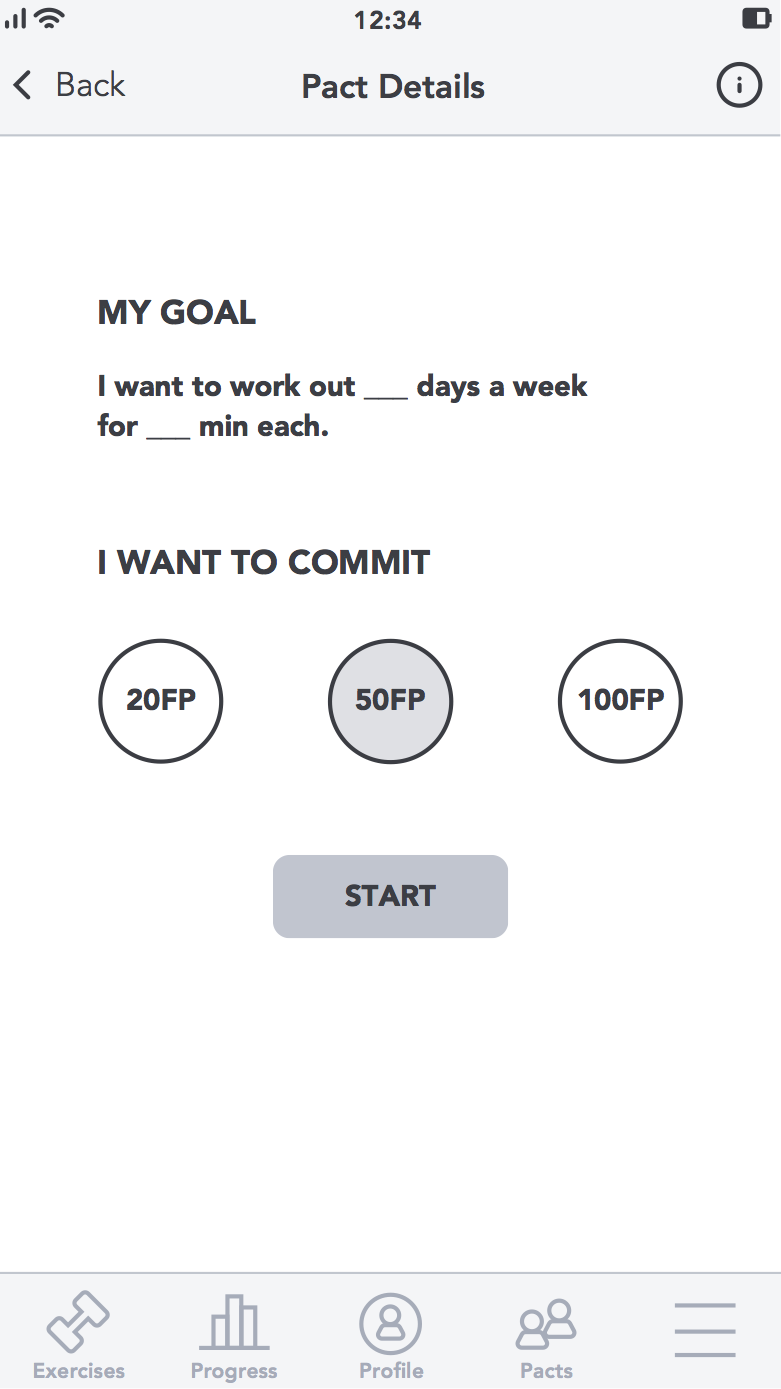 12:34
Back
Pact Details
MY GOAL
I want to work out ___ days a week
for ___ min each.
I WANT TO COMMIT
20FP
50FP
100FP
START
Exercises
Progress
Profile
Pacts